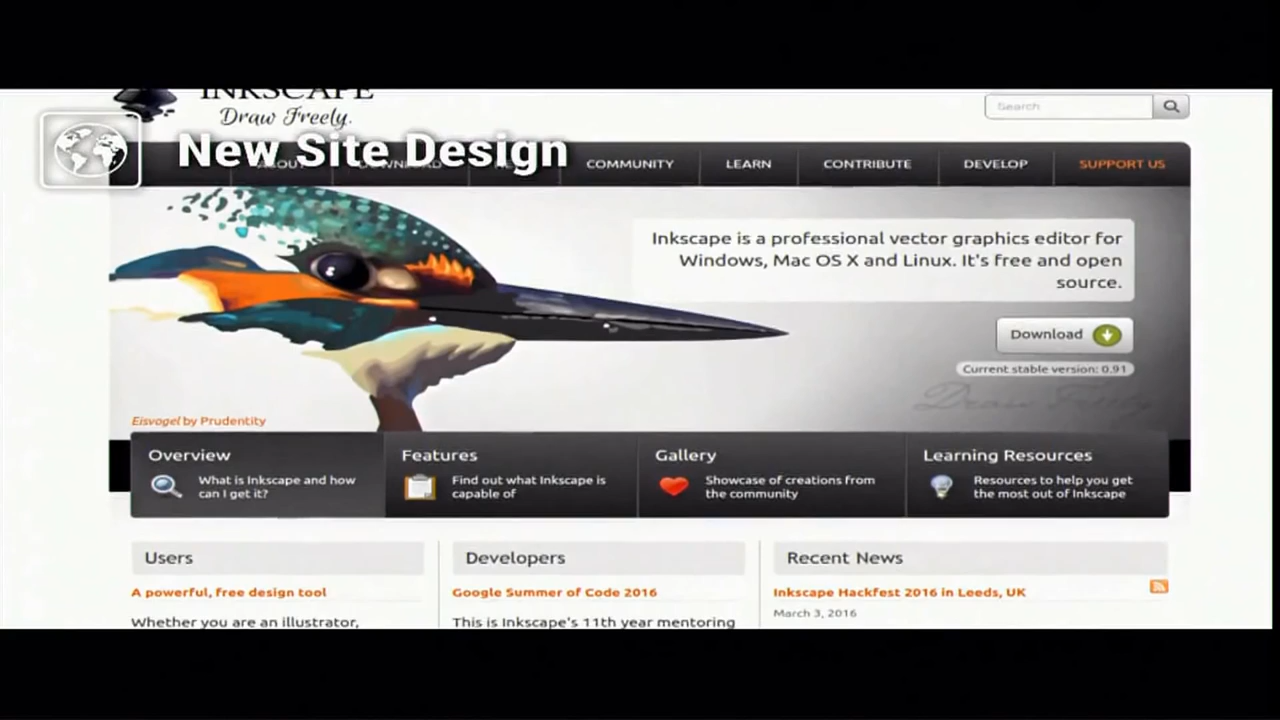 INKSCAPE
Draw Freely.
Search
New Site Design
ABOUT
DOWNLOAD
COMMUNITY
LEARN
CONTRIBUTE
DEVELOP
SUPPORT US
Inkscape is a professional vector graphics editor for
Windows, Mac OS X and Linux. It's free and open
source.
Download
Current stable version: 0.91
Draw Freely
Eisvogel by Prudentity
Overview
What is Inkscape and how
can I get it?
Features
Find out what Inkscape is
capable of
Gallery
Showcase of creations from
the community
Learning Resources
Resources to help you get
the most out of Inkscape
Users
A powerful, free design tool
Whether you are an illustrator,
Developers
Google Summer of Code 2016
This is Inkscape's 11th year mentoring
Recent News
Inkscape Hackfest 2016 in Leeds, UK
March 3, 2016